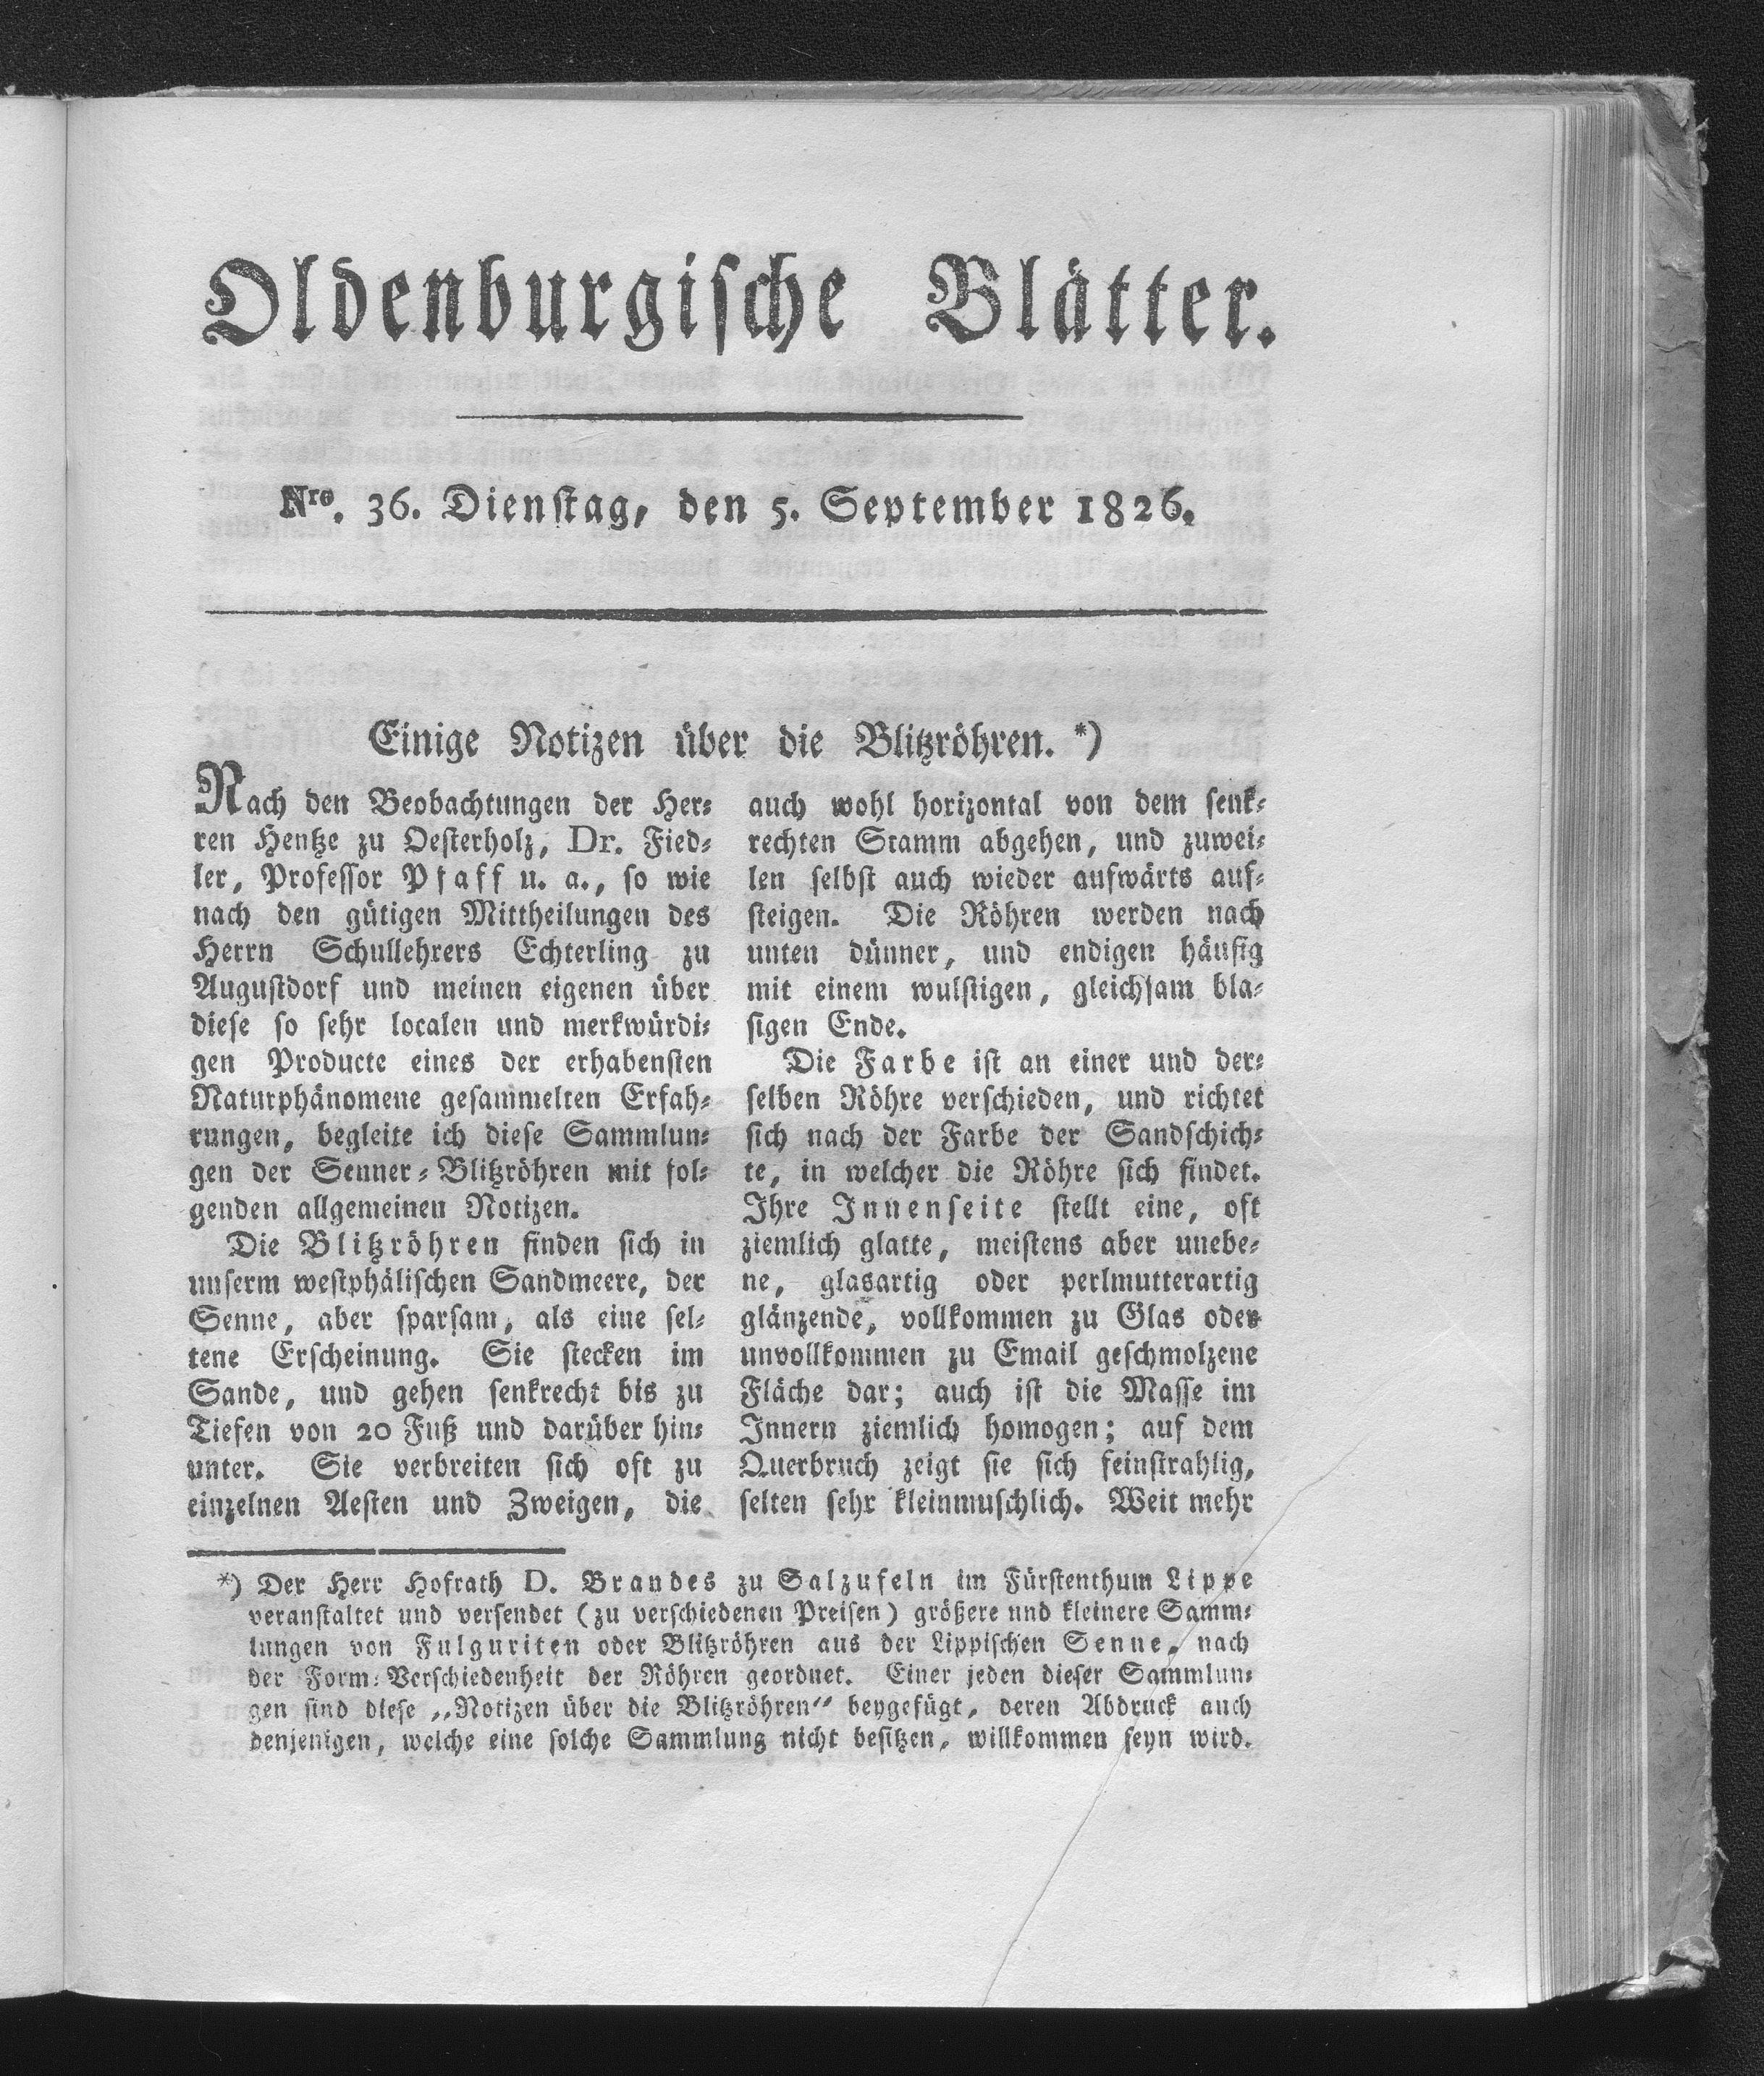 Oldenburgische Blätter.
Nro. 36. Dienstag, den 5. September 1826.
Einige Notizen über die Blitzröhren. *)
Nach den Beobachtungen der Her-
ren Hentze zu Oesterholz, Dr. Fied-
ler, Professor Pfaff u. a., so wie
nach den gütigen Mittheilungen des
Herrn Schullehrers Echterling zu
Augustdorf und meinen eigenen über
diese so sehr localen und merkwürdi-
gen Producte eines der erhabensten
Naturphänomene gesammelten Erfah-
rungen, begleite ich diese Sammlun-
gen der Senner-Blitzröhren mit fol-
genden allgemeinen Notizen.
Die Blitzröhren finden sich in
unserm westphälischen Sandmeere, der
Senne, aber sparsam, als eine sel-
tene Erscheinung. Sie stecken im
Sande, und gehen senkrecht bis zu
Tiefen von 20 Fuß und darüber hin-
unter. Sie verbreiten sich oft zu
einzelnen Aesten und Zweigen, die
auch wohl horizontal von dem senk-
rechten Stamm abgehen, und zuwei-
len selbst auch wieder aufwärts auf-
steigen. Die Röhren werden nach
unten dünner, und endigen häufig
mit einem wulstigen, gleichsam bla-
sigen Ende.
Die Farbe ist an einer und der-
selben Röhre verschieden, und richtet
sich nach der Farbe der Sandschich-
te, in welcher die Röhre sich findet.
Ihre Innenseite stellt eine, oft
ziemlich glatte, meistens aber unebe-
ne, glasartig oder perlmutterartig
glänzende, vollkommen zu Glas oder
unvollkommen zu Email geschmolzene
Fläche dar; auch ist die Masse im
Innern ziemlich homogen; auf dem
Querbruch zeigt sie sich feinstrahlig,
selten sehr kleinmuschlich. Weit mehr
*) Der Herr Hofrath D. Brandes zu Salzufeln im Fürstenthum Lippe
veranstaltet und versendet (zu verschiedenen Preisen) größere und kleinere Samm-
lungen von Fulguriten oder Blitzröhren aus der Lippischen Senne, nach
der Form-Verschiedenheit der Röhren geordnet. Einer jeden dieser Sammlun-
gen sind diese „Notizen über die Blitzröhren“ beygefügt, deren Abdruck auch
denjenigen, welche eine solche Sammlung nicht besitzen, willkommen seyn wird.